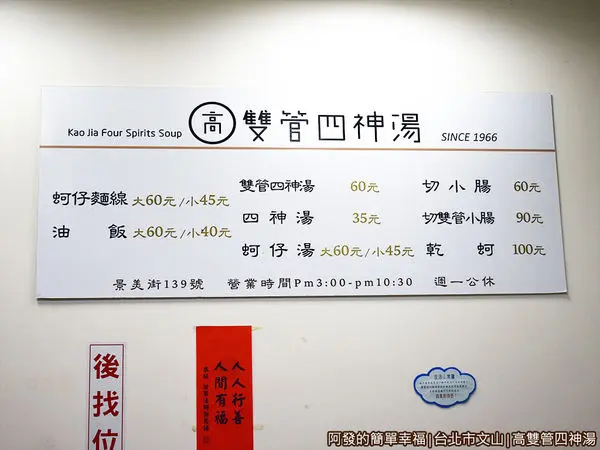 Kao Jia Four Spirits Soup 高 雙管四神湯 SINCE 1966
蚵仔麵線 大60元/小45元
油飯 大60元/小40元
雙管四神湯 60元
四神湯 35元
蚵仔湯 大60元/小45元
切小腸 60元
切雙管小腸 90元
乾蚵 100元
景美街139號 營業時間Pm3:00-pm10:30 週一公休
後找位
人人行善
人間有福
阿發的簡單幸福|台北市文山|高雙管四神湯